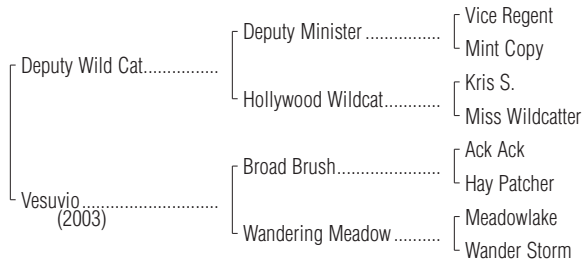 Vice Regent
Deputy Minister ..................
Mint Copy
Deputy Wild Cat................
Kris S.
Hollywood Wildcat............
Miss Wildcatter
Ack Ack
Broad Brush......................
Hay Patcher
Vesuvio.............................
(2003)
Meadowlake
Wandering Meadow ..........
Wander Storm